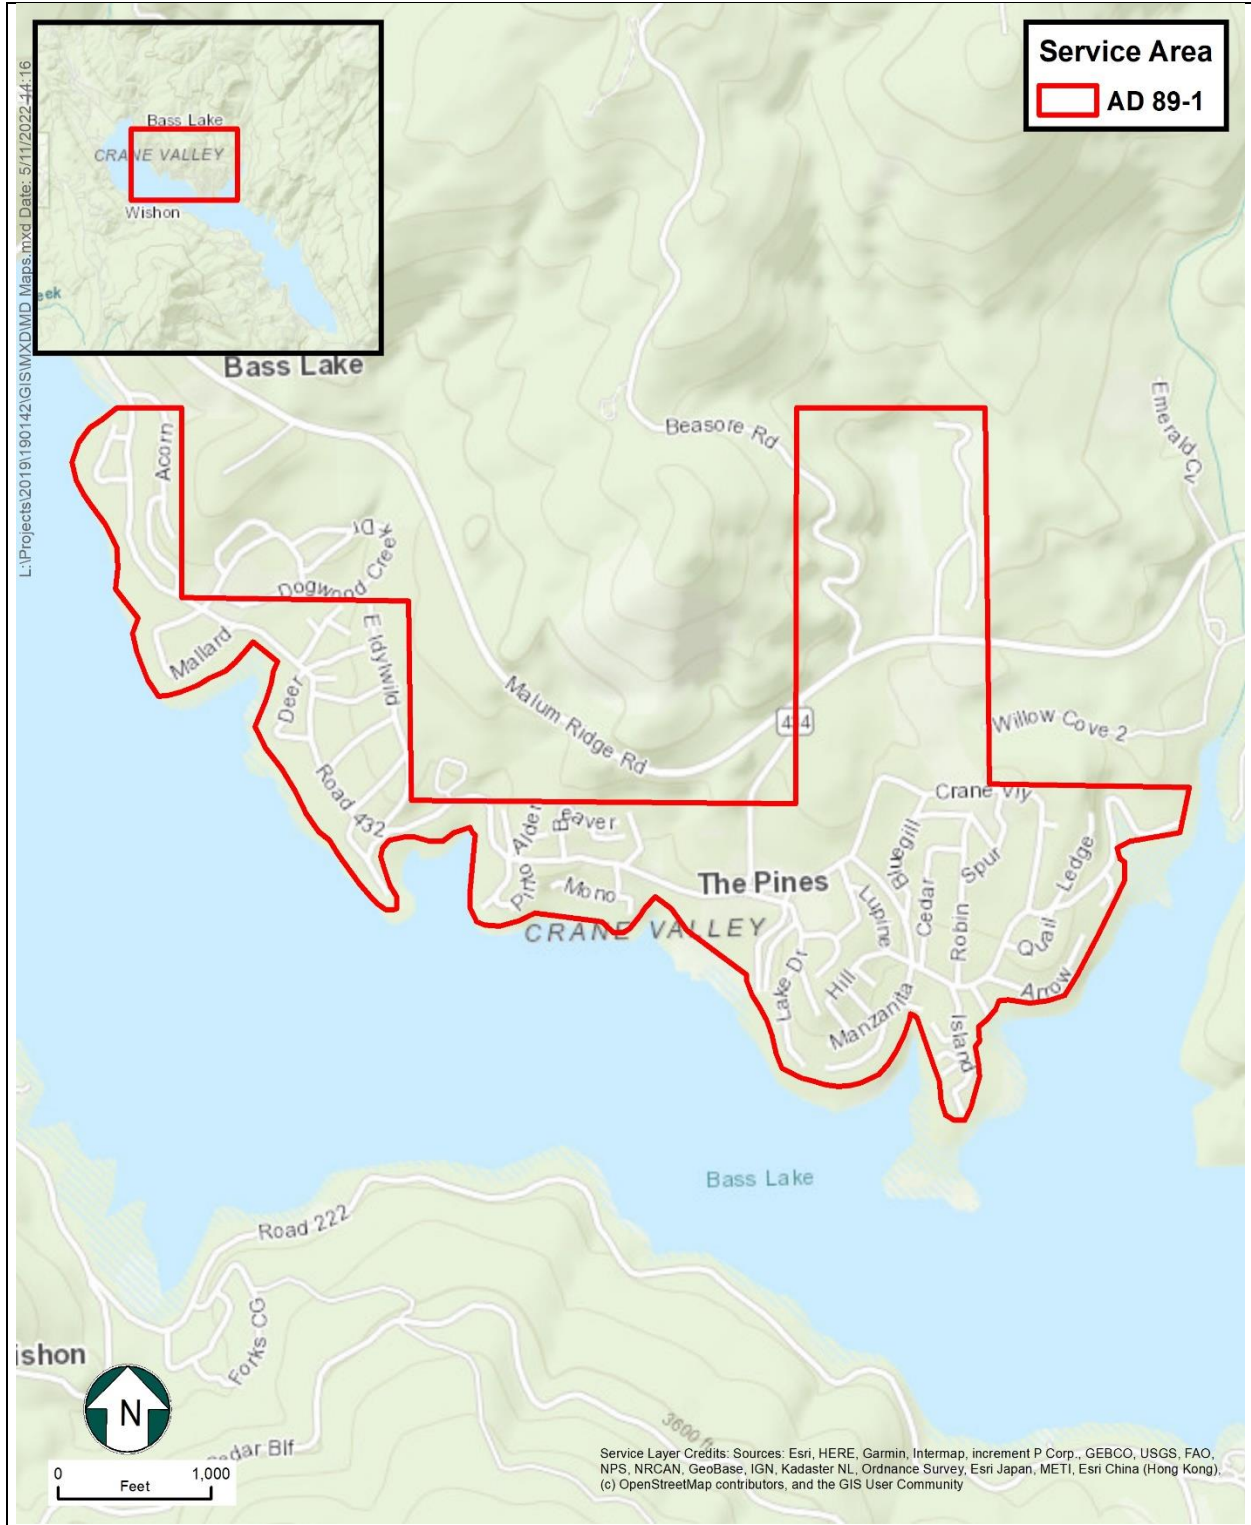 L:\Projects\2019\190142\GIS\MXD\MD Maps.mxd Date: 5/11/2022 14:16
Service Area
AD 89-1
Bass Lake
CRANE VALLEY
Wishon
eek
Bass Lake
Acorn
Beasore Rd
Emerald Cv
Dogwood Creek Dr
E Idylwild
Mallard
Deer
Malum Ridge Rd
434
Willow Cove 2
Road 432
Crane Vly
Alder
Beaver
Pinto
Mono
The Pines
CRANE VALLEY
Bluegill
Cedar
Spur
Ledge
Lupine
Robin
Quail
Lake Dr
Hill
Manzanita
Arrow
Island
Bass Lake
Road 222
Forks CG
ishon
N
edar Blf
3600 ft
0
1,000
Feet
Service Layer Credits: Sources: Esri, HERE, Garmin, Intermap, increment P Corp., GEBCO, USGS, FAO,
NPS, NRCAN, GeoBase, IGN, Kadaster NL, Ordnance Survey, Esri Japan, METI, Esri China (Hong Kong),
(c) OpenStreetMap contributors, and the GIS User Community